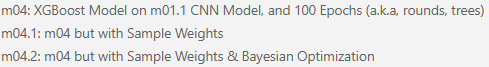 m04: XGBoost Model on m01.1 CNN Model, and 100 Epochs (a.k.a, rounds, trees)
m04.1: m04 but with Sample Weights
m04.2: m04 but with Sample Weights & Bayesian Optimization